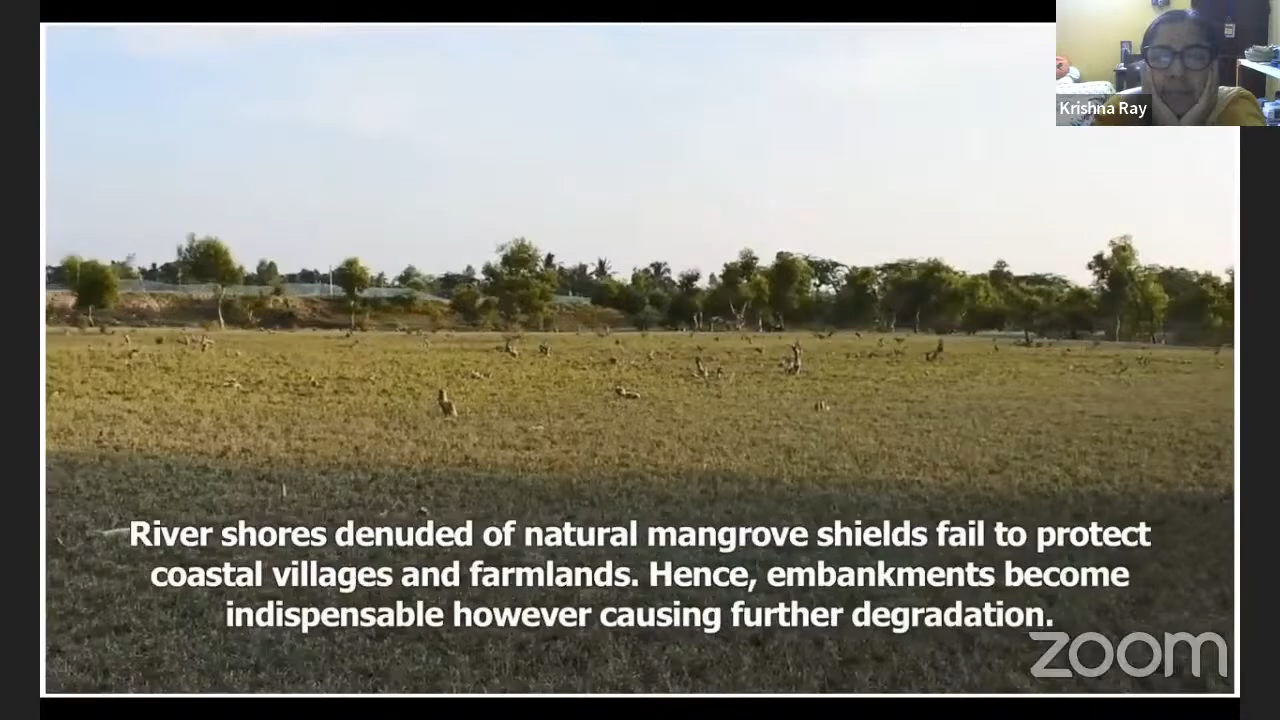 Krishna Ray
River shores denuded of natural mangrove shields fail to protect
coastal villages and farmlands. Hence, embankments become
indispensable however causing further degradation.
zoom